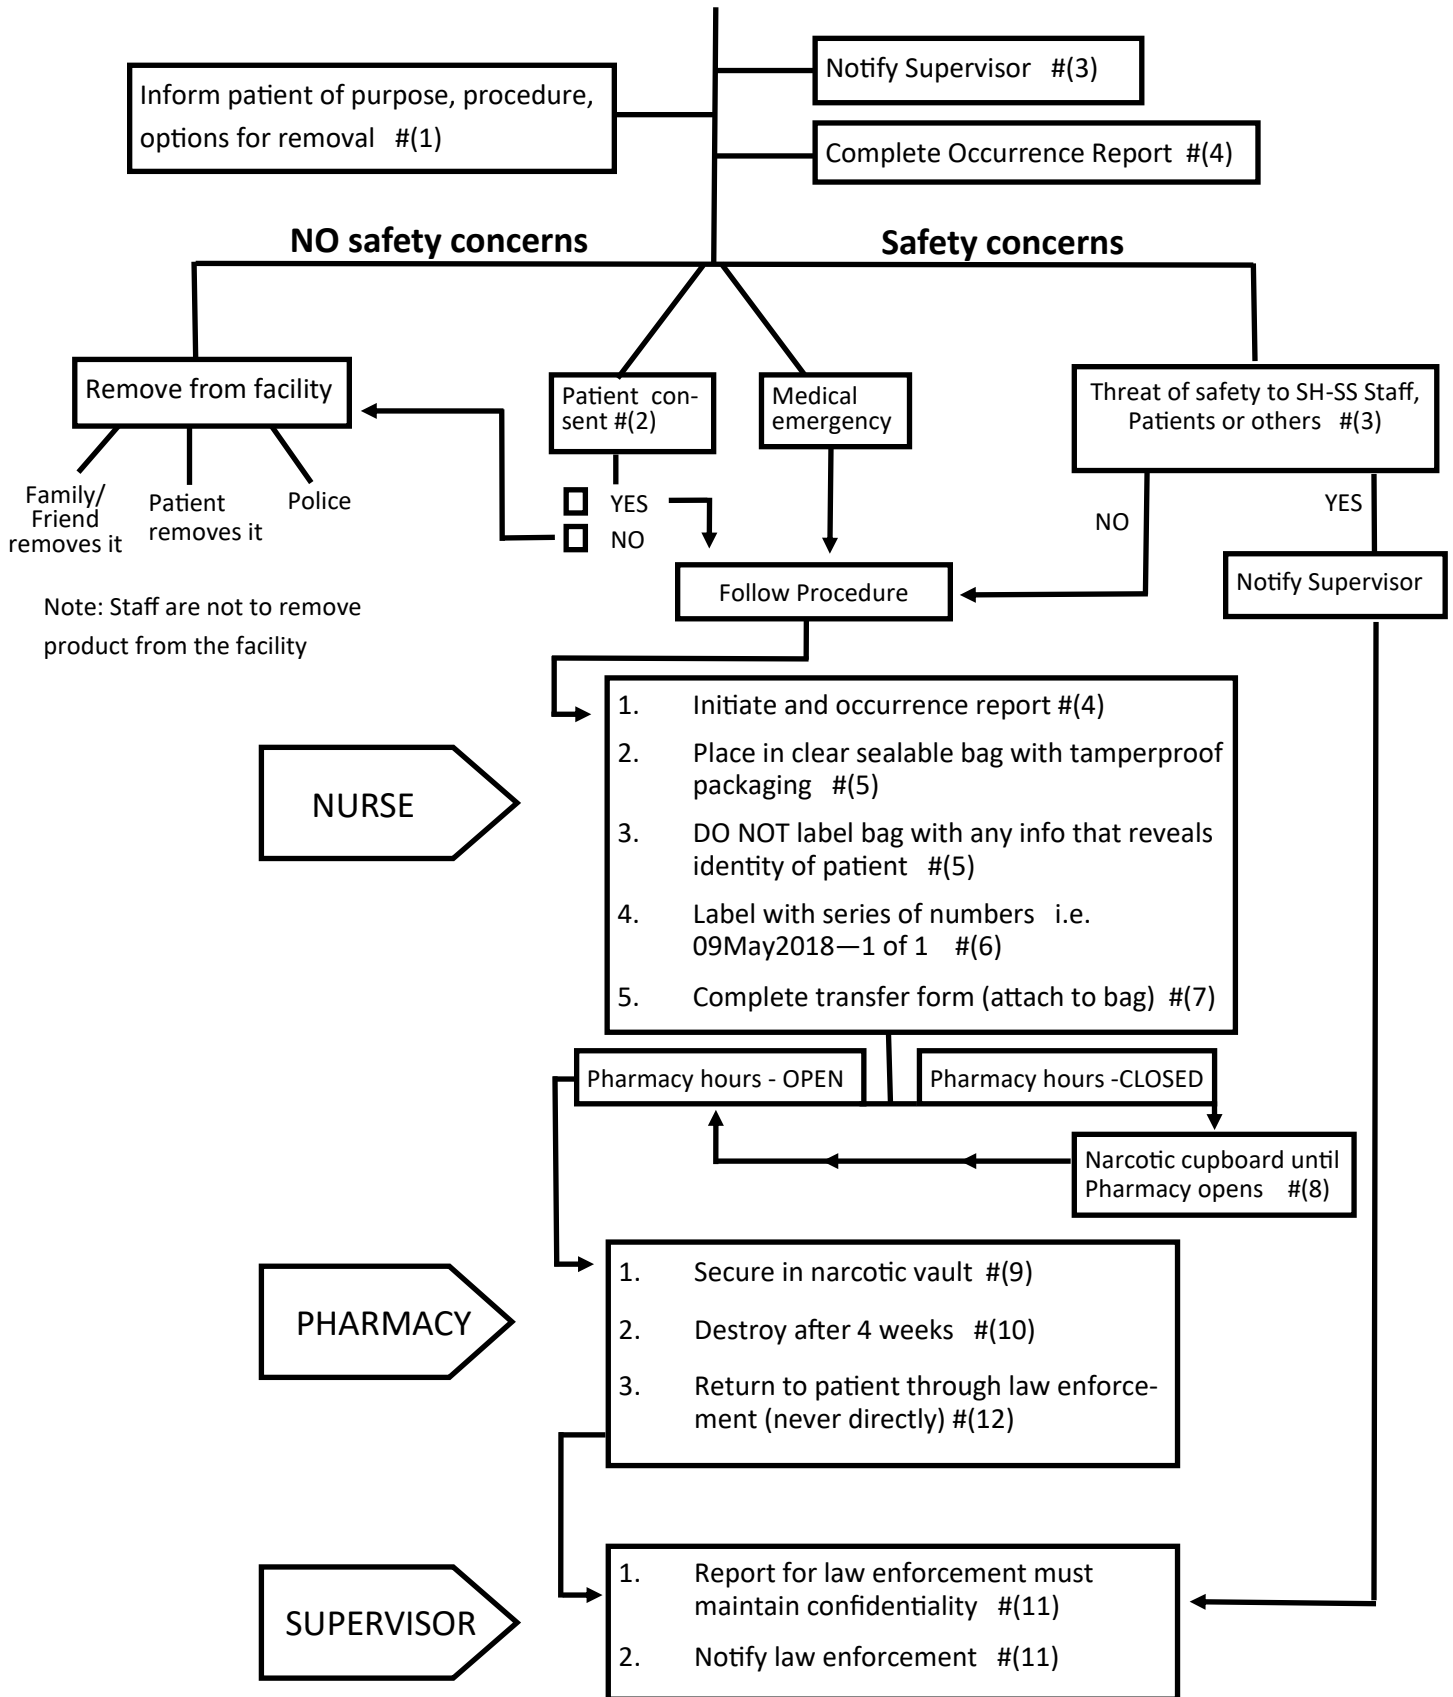 Notify Supervisor #(3)
Inform patient of purpose, procedure,
options for removal #(1)
Complete Occurrence Report #(4)
NO safety concerns
Safety concerns
Remove from facility
Patient con-
sent #(2)
Medical
emergency
Threat of safety to SH-SS Staff,
Patients or others #(3)
Family/
Friend
removes it
Patient
removes it
Police
YES
NO
NO
YES
Follow Procedure
Notify Supervisor
Note: Staff are not to remove
product from the facility
NURSE
1. Initiate and occurrence report #(4)
2. Place in clear sealable bag with tamperproof
packaging #(5)
3. DO NOT label bag with any info that reveals
identity of patient #(5)
4. Label with series of numbers i.e.
09May2018—1 of 1 #(6)
5. Complete transfer form (attach to bag) #(7)
Pharmacy hours - OPEN
Pharmacy hours -CLOSED
Narcotic cupboard until
Pharmacy opens #(8)
PHARMACY
1. Secure in narcotic vault #(9)
2. Destroy after 4 weeks #(10)
3. Return to patient through law enforce-
ment (never directly) #(12)
SUPERVISOR
1. Report for law enforcement must
maintain confidentiality #(11)
2. Notify law enforcement #(11)